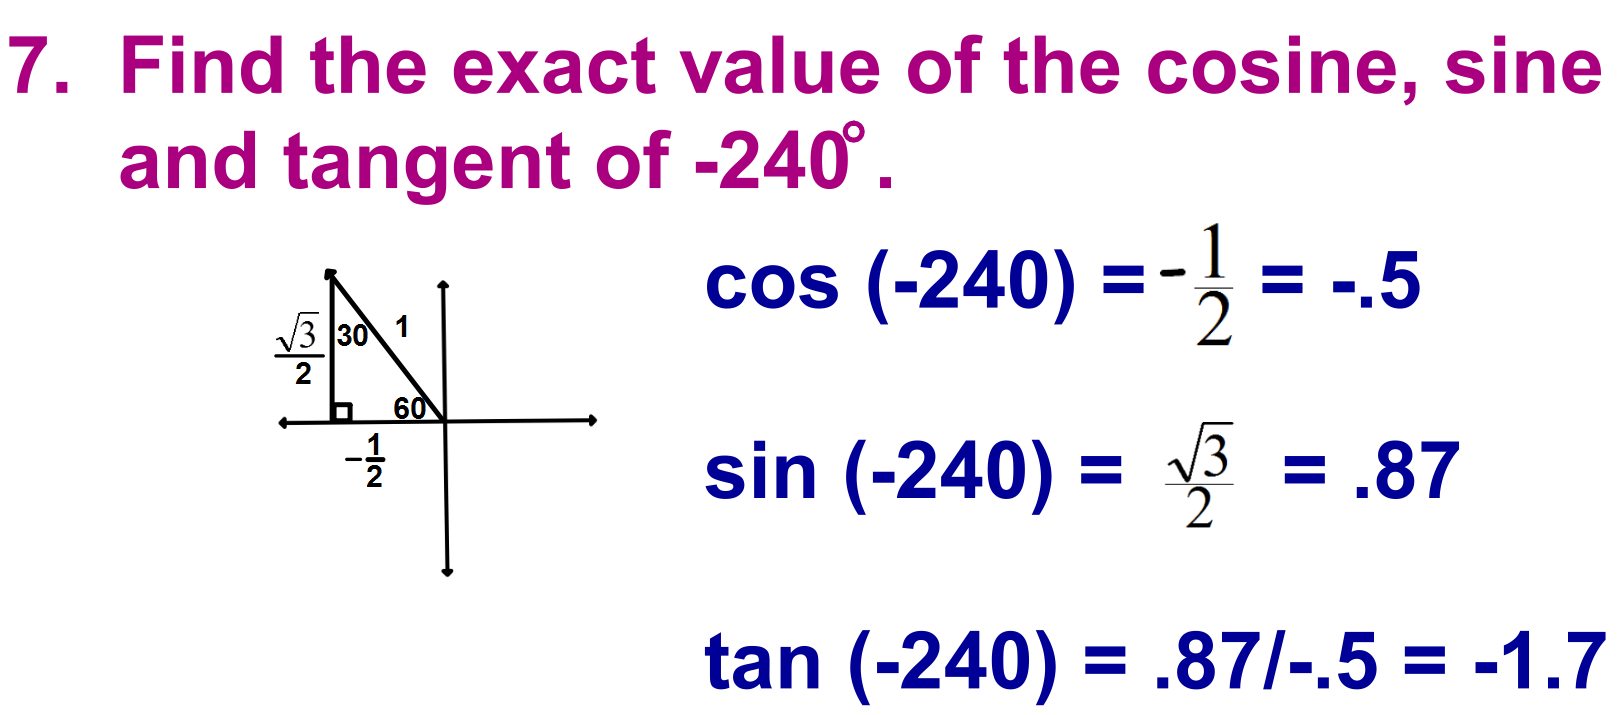 7. Find the exact value of the cosine, sine
and tangent of -240°.
cos (-240) = -1/2 = -.5
√3/2
30
1
60
-1/2
sin (-240) = √3/2 = .87
tan (-240) = .87/-.5 = -1.7